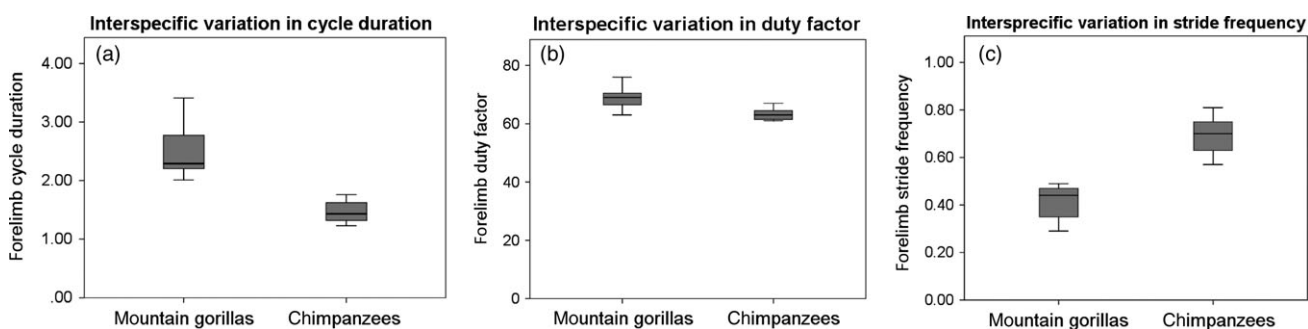 Interspecific variation in cycle duration
(a)
4.00
3.00
2.00
1.00
.00
Forelimb cycle duration
Mountain gorillas Chimpanzees
Interspecific variation in duty factor
(b)
80
60
40
20
0
Forelimb duty factor
Mountain gorillas Chimpanzees
Intersprecific variation in stride frequency
(c)
1.00
0.80
0.60
0.40
0.20
0.00
Forelimb stride frequency
Mountain gorillas Chimpanzees